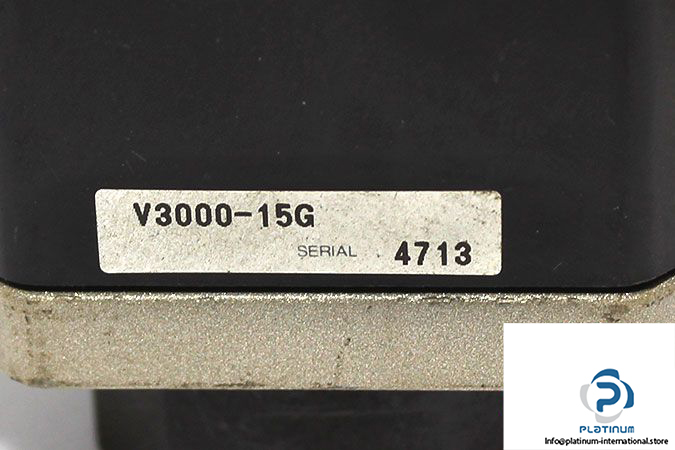 V3000-15G
SERIAL 4713
PLATINUM
Info@platinum-international.store